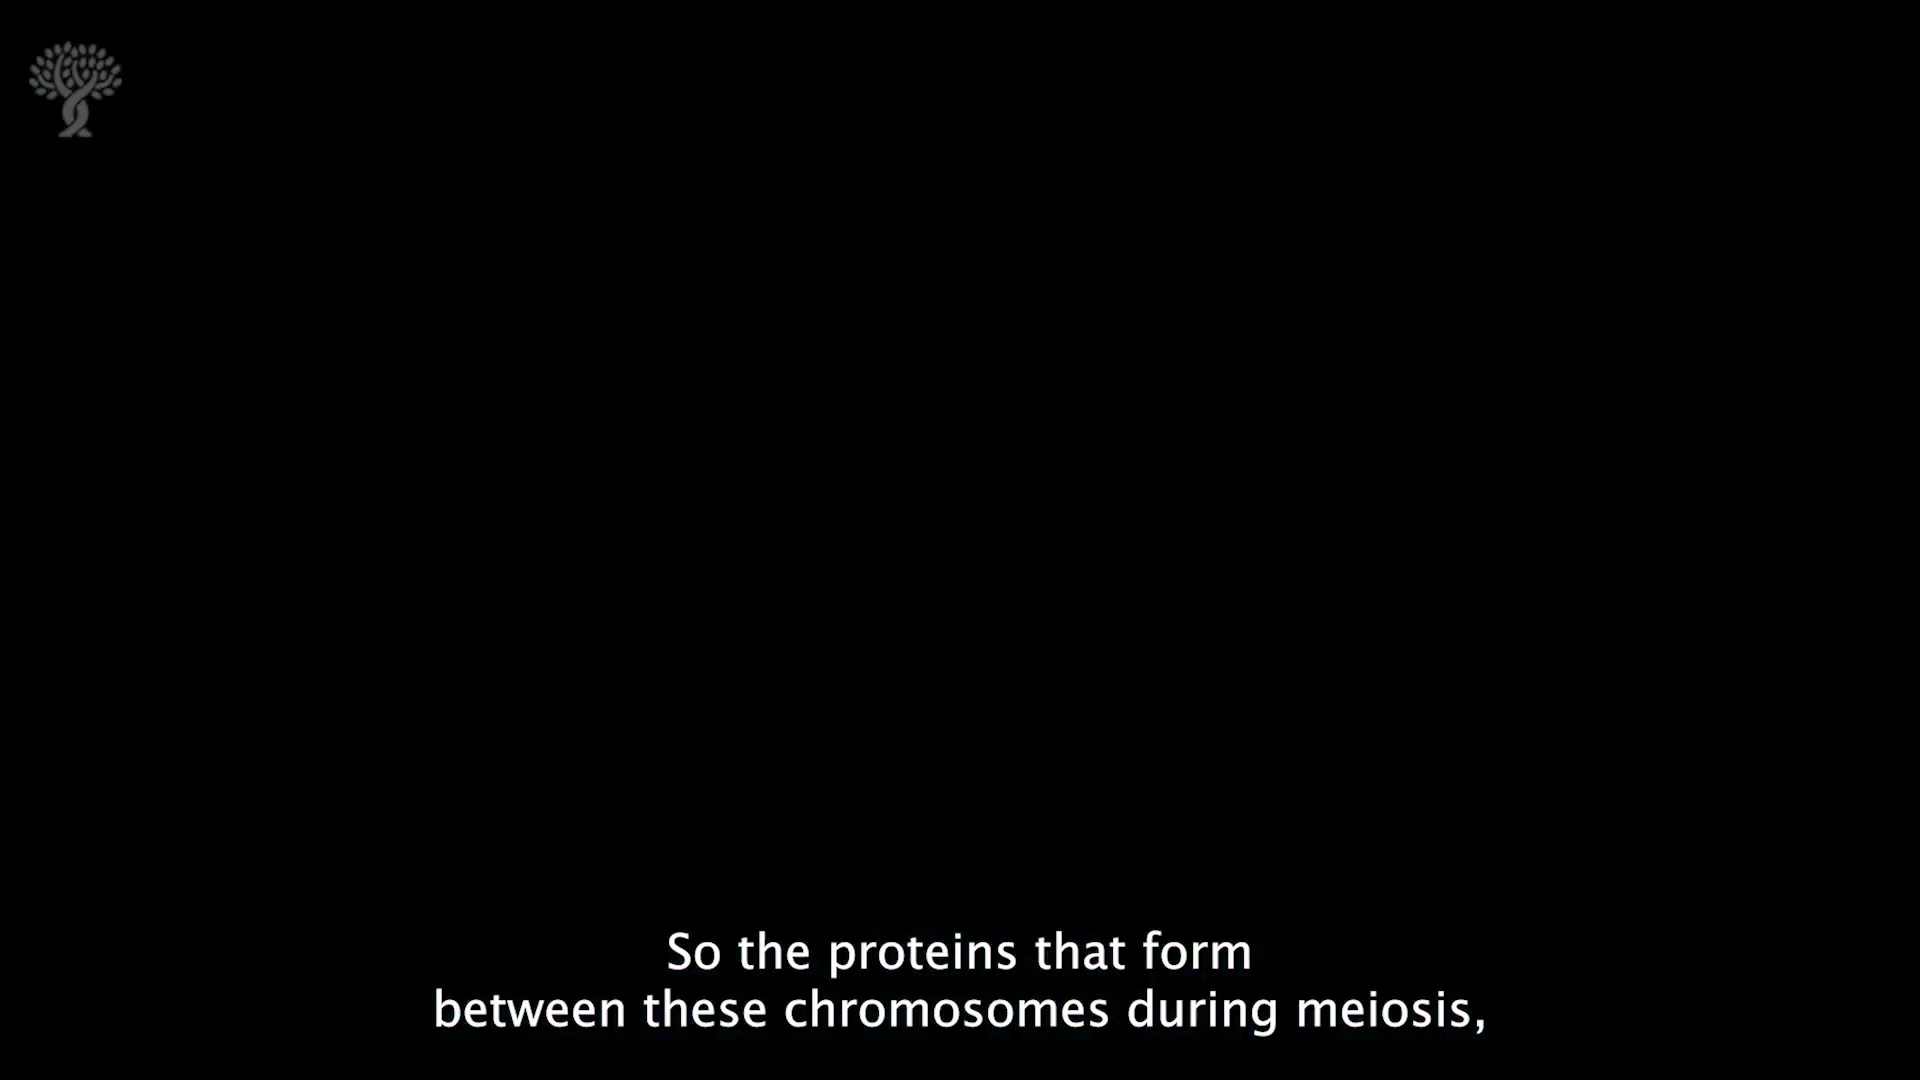 So the proteins that form
between these chromosomes during meiosis,